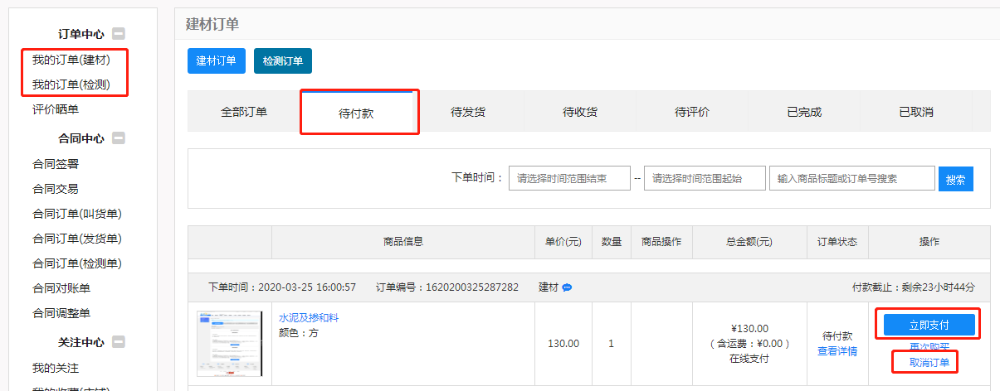 订单中心
我的订单(建材)
我的订单(检测)
评价晒单
合同中心
合同签署
合同交易
合同订单(叫货单)
合同订单(发货单)
合同订单(检测单)
合同对账单
合同调整单
关注中心
我的关注
建材订单
建材订单 检测订单
全部订单 待付款 待发货 待收货 待评价 已完成 已取消
下单时间： 请选择时间范围结束 -- 请选择时间范围起始 输入商品标题或订单号搜索 搜索
商品信息 单价(元) 数量 商品操作 总金额(元) 订单状态 操作
下单时间：2020-03-25 16:00:57 订单编号：1620200325287282 建材 付款截止：剩余23小时44分
水泥及掺和料
颜色：方
130.00 1
¥130.00
（含运费：¥0.00）
在线支付
待付款
查看详情
立即支付
再次购买
取消订单